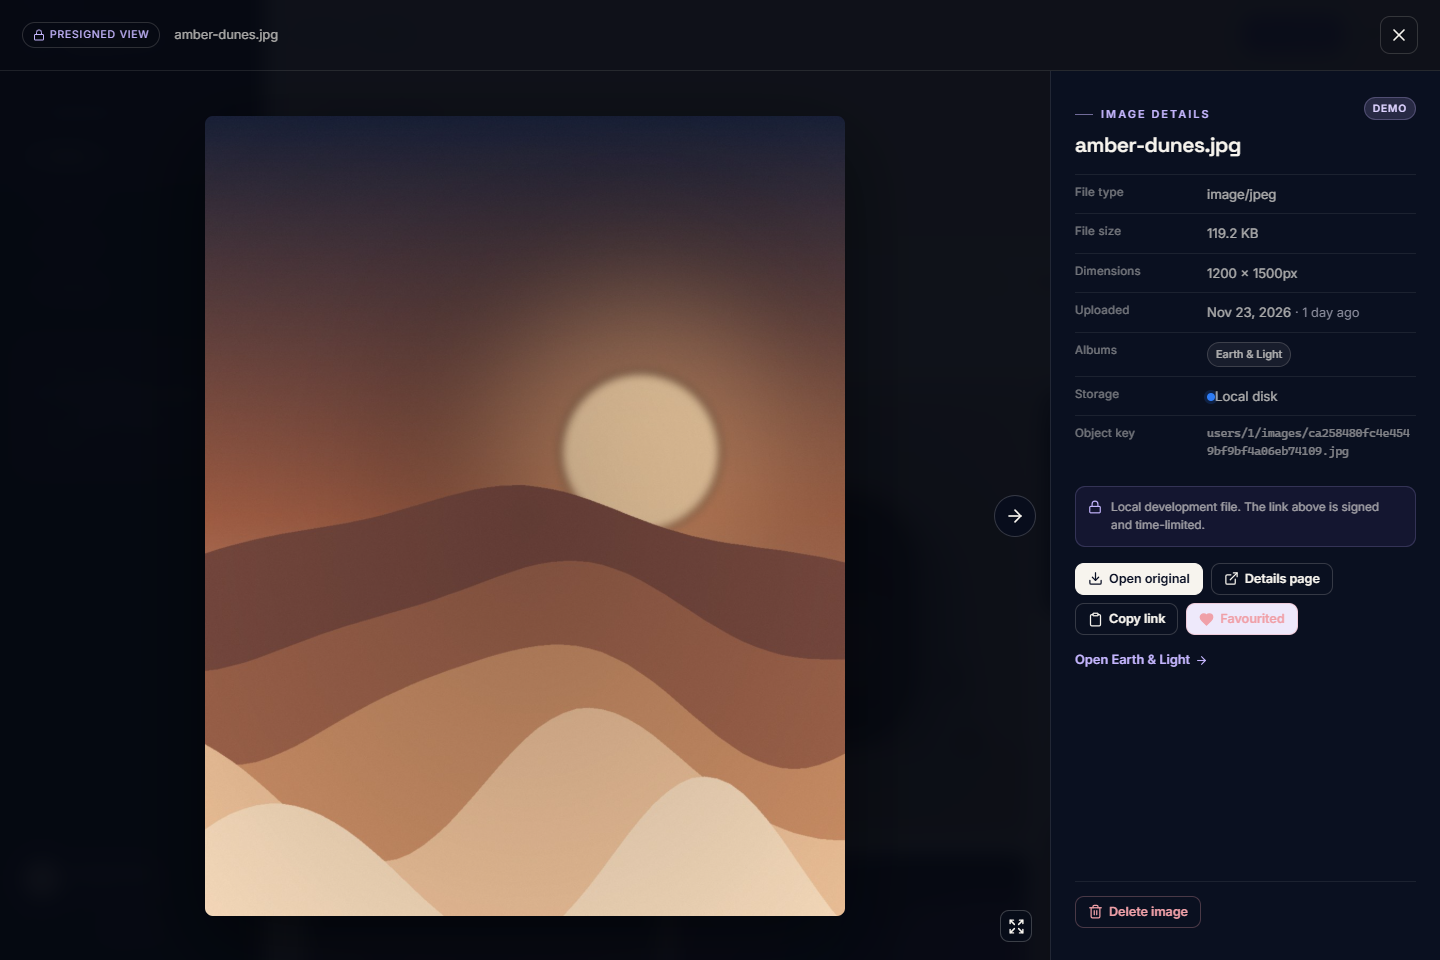 PRESIGNED VIEW
amber-dunes.jpg
IMAGE DETAILS
DEMO
amber-dunes.jpg
File type
image/jpeg
File size
119.2 KB
Dimensions
1200 × 1500px
Uploaded
Nov 23, 2026 · 1 day ago
Albums
Earth & Light
Storage
Local disk
Object key
users/1/images/ca258480fc4e454
9bf9bf4a06eb74109.jpg
Local development file. The link above is signed
and time-limited.
Open original
Details page
Copy link
Favourited
Open Earth & Light →
Delete image